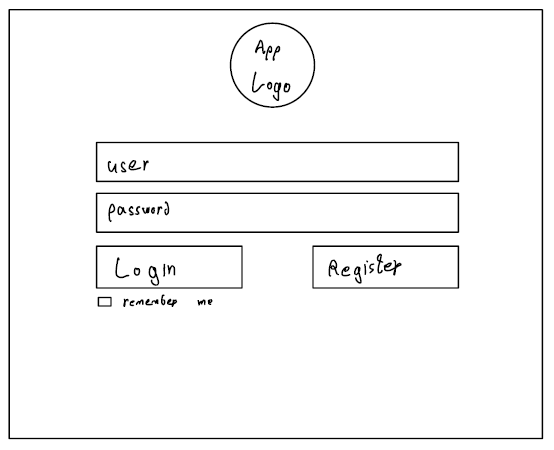 App
Logo
user
password
Login
Register
remember me